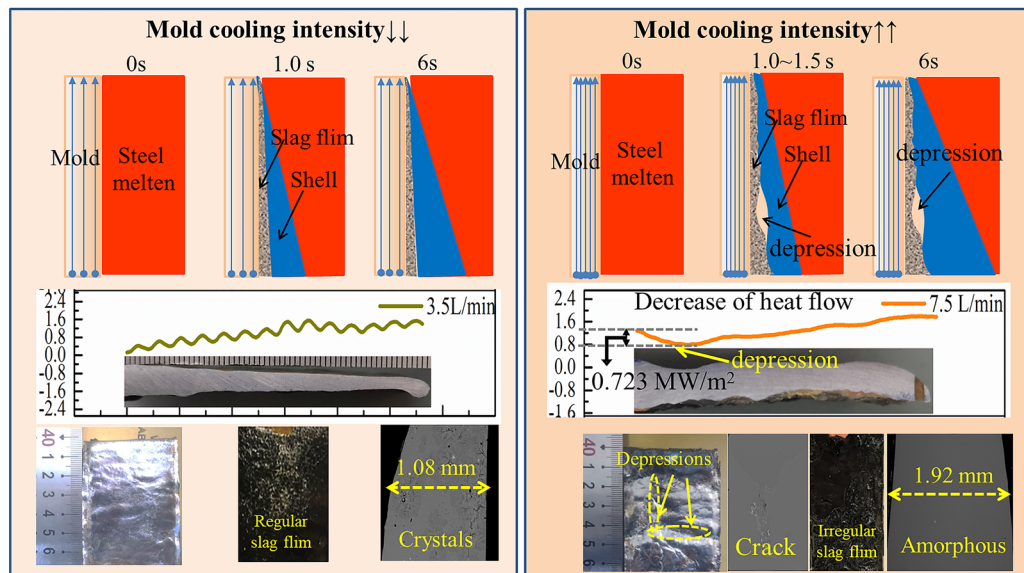 Mold cooling intensity↓↓
0s
1.0 s
6s
Mold
Steel
melten
Slag flim
Shell
2.4
1.6
0.8
0.0
-0.8
-1.6
-2.4
3.5L/min
40
1
2
3
4
5
6
Regular
slag flim
1.08 mm
Crystals
Mold cooling intensity↑↑
0s
1.0~1.5 s
6s
Mold
Steel
melten
Slag flim
Shell
depression
depression
2.4
1.6
0.8
0.0
-0.8
-1.6
Decrease of heat flow
7.5 L/min
depression
0.723 MW/m²
40
1
2
3
4
5
6
Depressions
Crack
Irregular
slag flim
1.92 mm
Amorphous